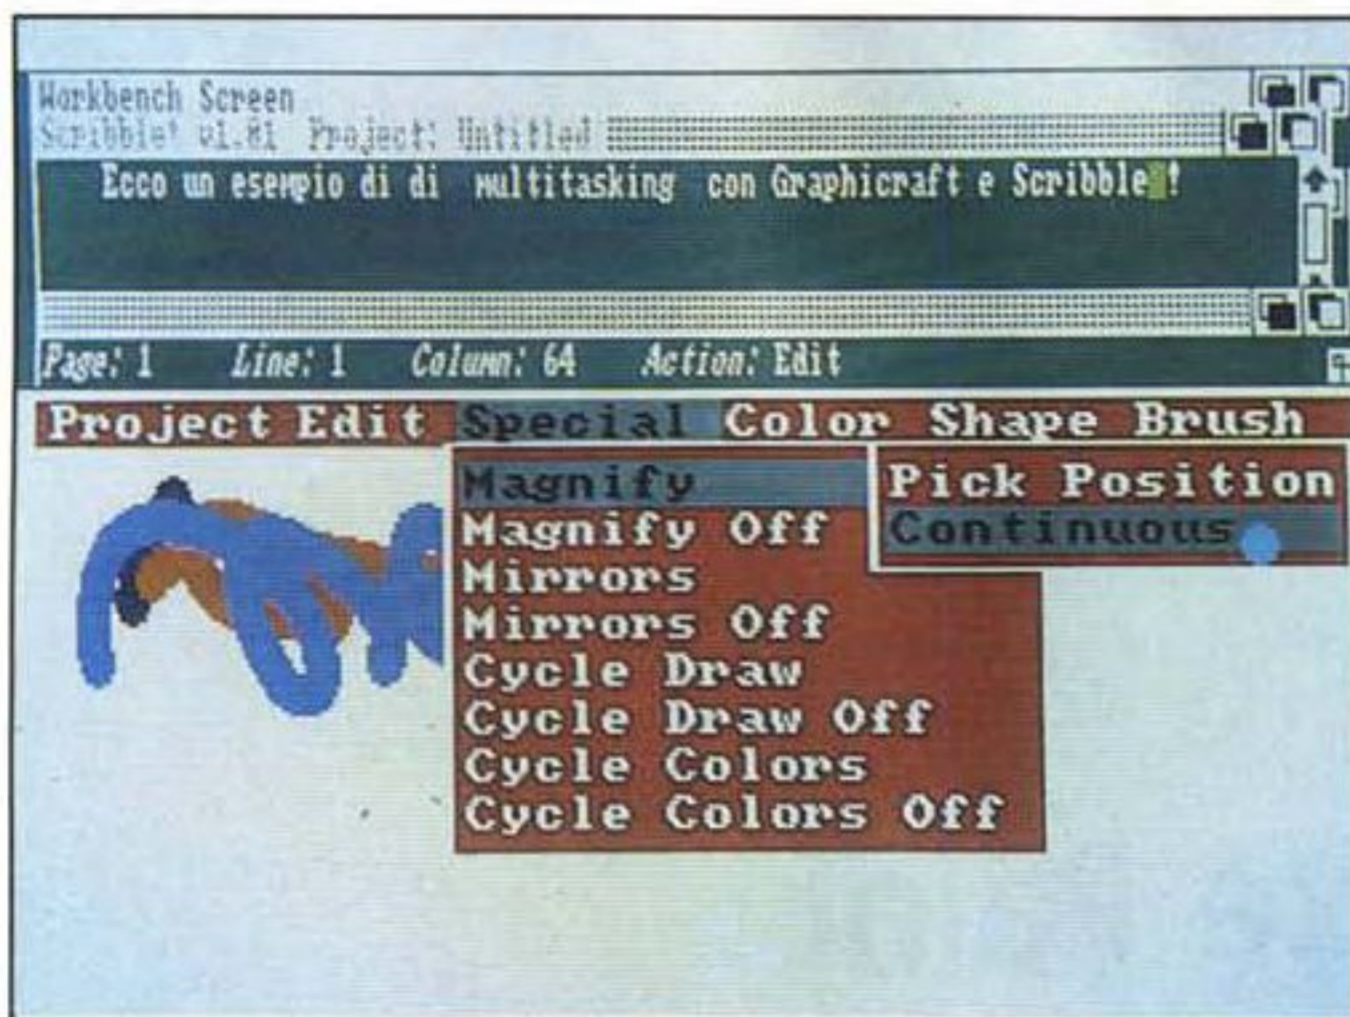 Workbench Screen
Scribble! v1.01 Project: Untitled
Ecco un esempio di di multitasking con Graphicraft e Scribble !
Page: 1 Line: 1 Column: 64 Action: Edit
Project Edit Special Color Shape Brush
Magnify
Magnify Off
Mirrors
Mirrors Off
Cycle Draw
Cycle Draw Off
Cycle Colors
Cycle Colors Off
Pick Position
Continuous